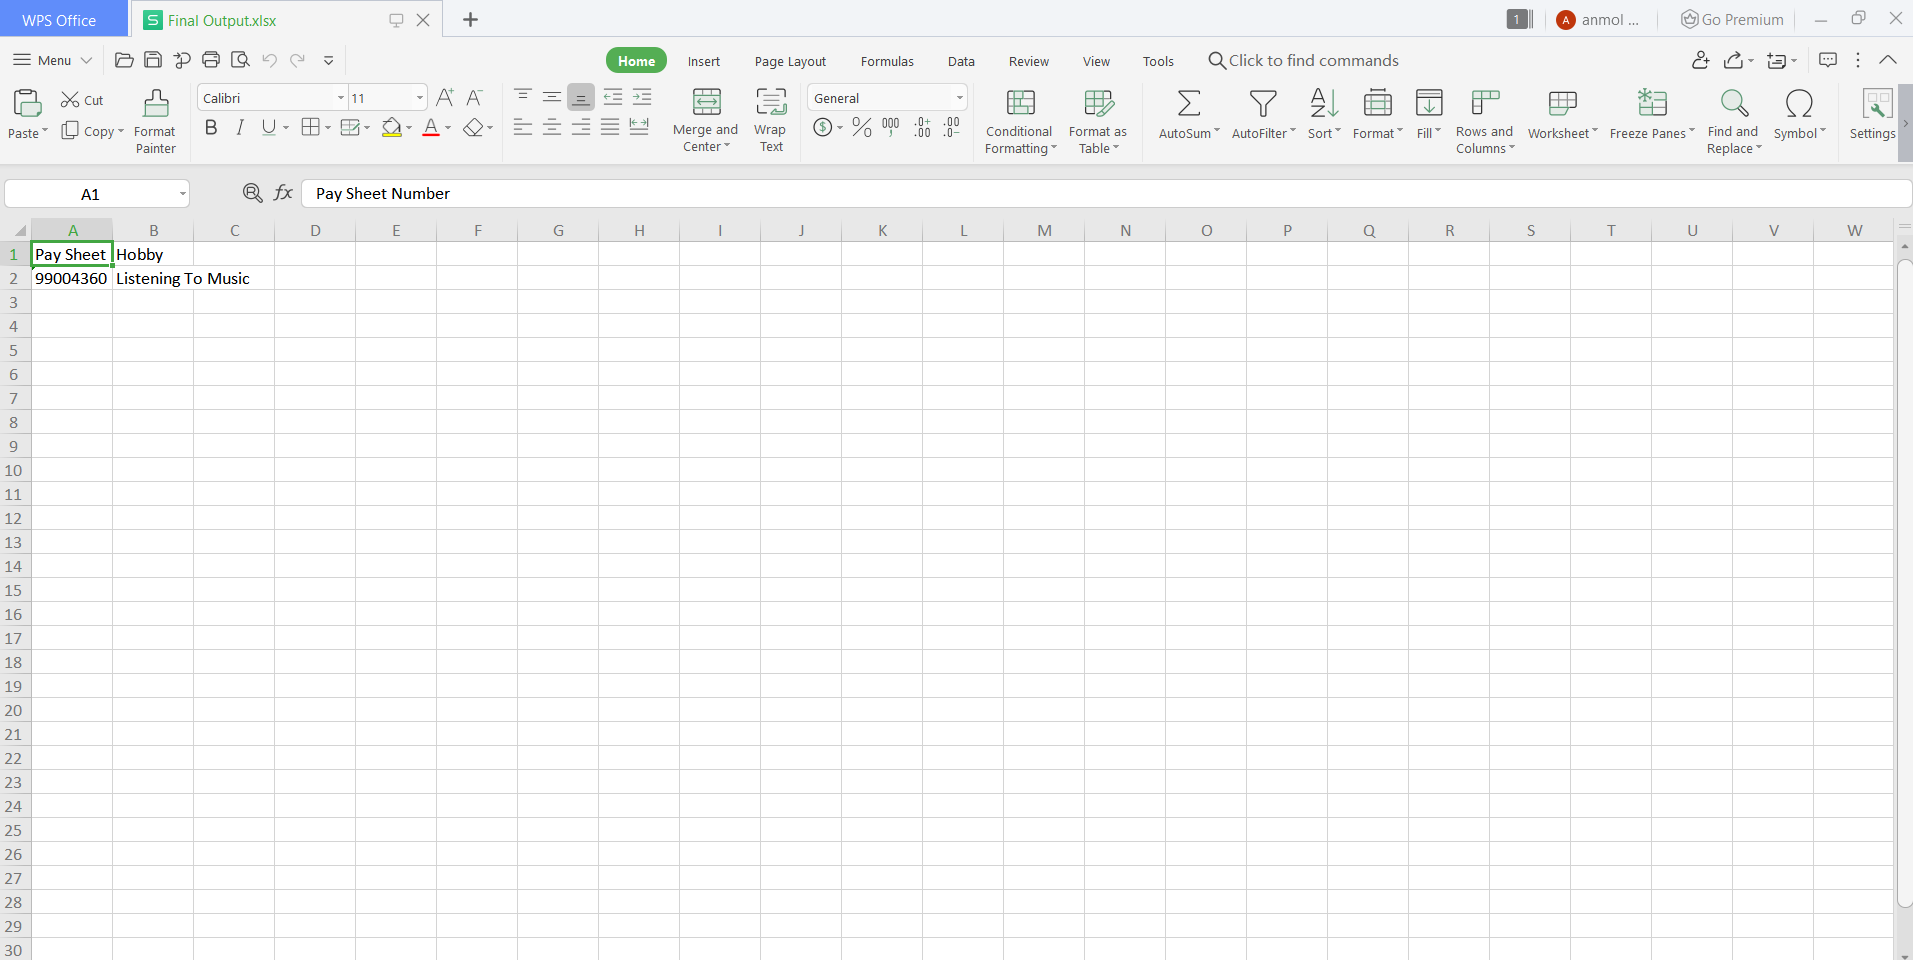 WPS Office
S Final Output.xlsx
1
A anmol ...
Go Premium
Menu
Home Insert Page Layout Formulas Data Review View Tools Click to find commands
Paste
Cut
Copy
Format
Painter
Calibri 11
A+ A-
B I U A
Merge and
Center
Wrap
Text
General
Conditional
Formatting
Format as
Table
AutoSum
AutoFilter
Sort
Format
Fill
Rows and
Columns
Worksheet
Freeze Panes
Find and
Replace
Symbol
Settings
A1 fx Pay Sheet Number
A B C D E F G H I J K L M N O P Q R S T U V W
1 Pay Sheet Hobby
2 99004360 Listening To Music
3
4
5
6
7
8
9
10
11
12
13
14
15
16
17
18
19
20
21
22
23
24
25
26
27
28
29
30